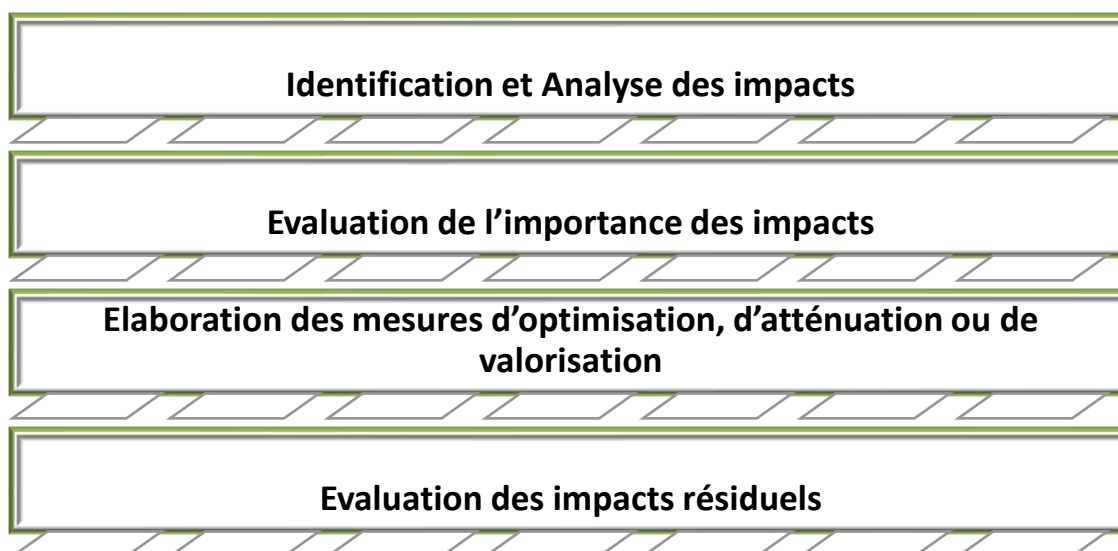 Identification et Analyse des impacts
Evaluation de l’importance des impacts
Elaboration des mesures d’optimisation, d’atténuation ou de
valorisation
Evaluation des impacts résiduels